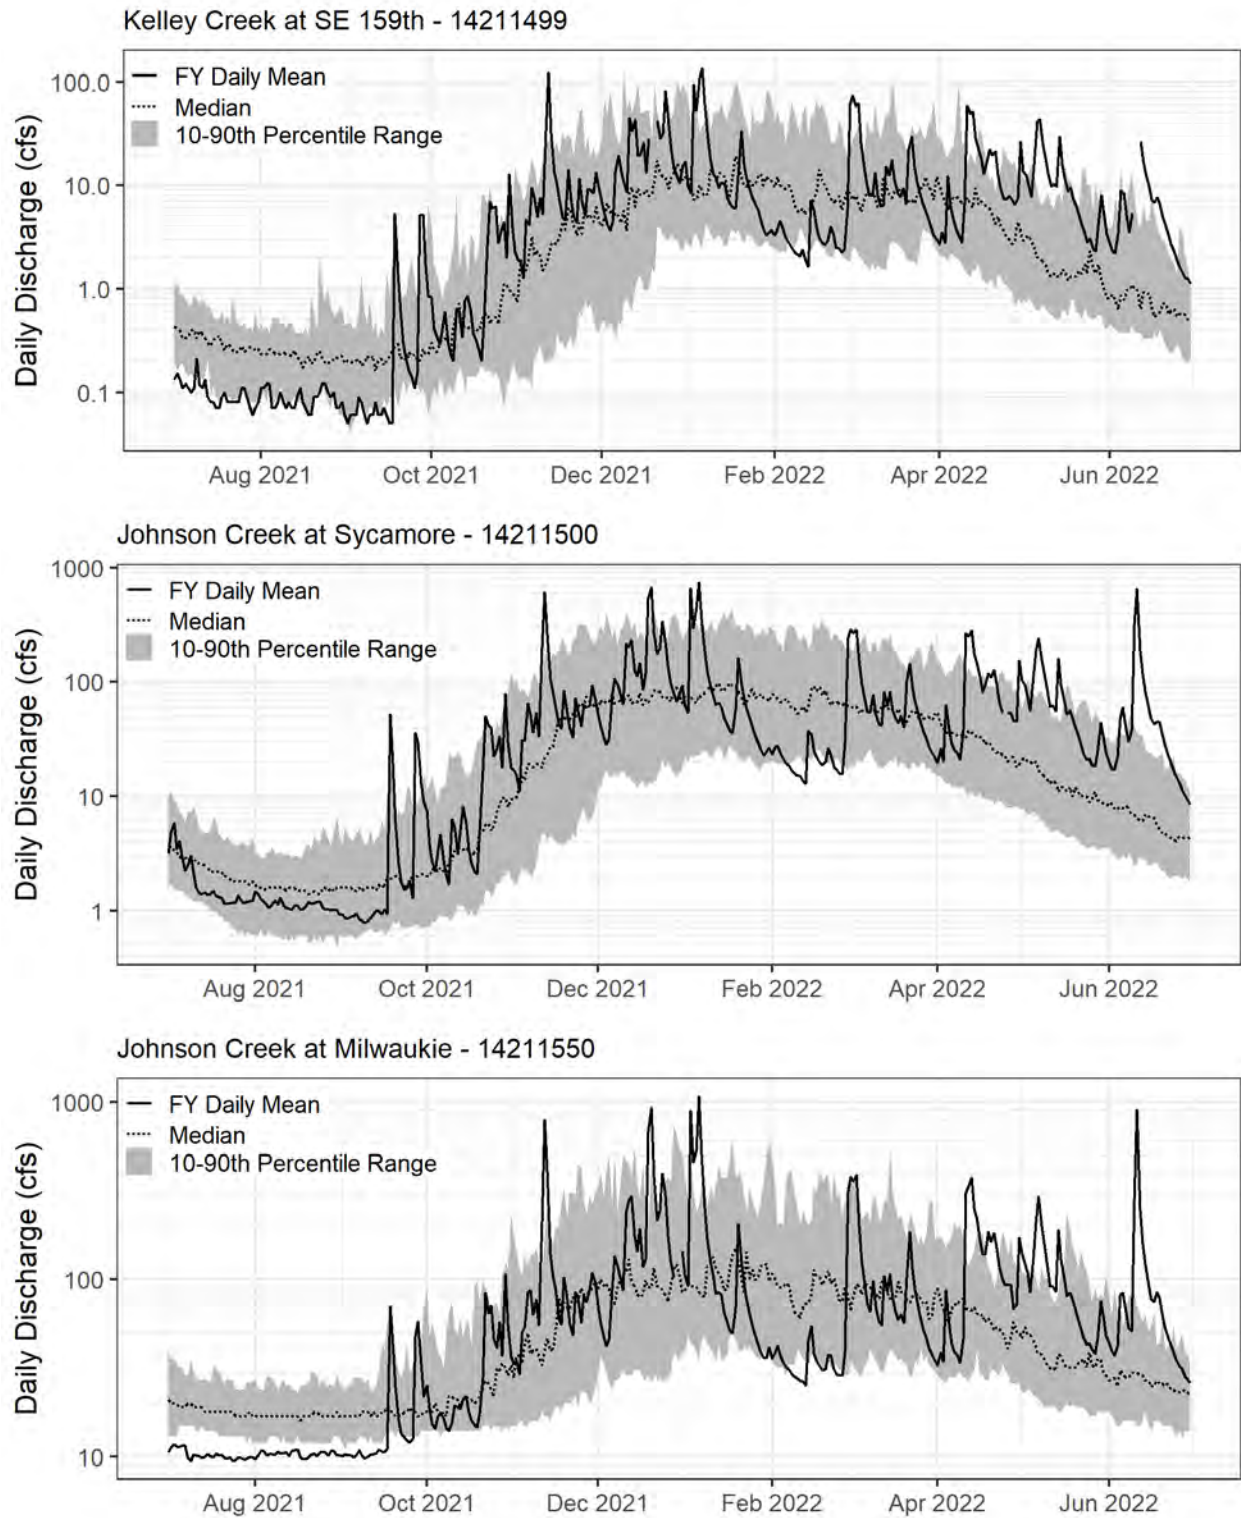 Kelley Creek at SE 159th - 14211499
Daily Discharge (cfs)
100.0
10.0
1.0
0.1
FY Daily Mean
Median
10-90th Percentile Range
Aug 2021 Oct 2021 Dec 2021 Feb 2022 Apr 2022 Jun 2022
Johnson Creek at Sycamore - 14211500
Daily Discharge (cfs)
1000
100
10
1
FY Daily Mean
Median
10-90th Percentile Range
Aug 2021 Oct 2021 Dec 2021 Feb 2022 Apr 2022 Jun 2022
Johnson Creek at Milwaukie - 14211550
Daily Discharge (cfs)
1000
100
10
FY Daily Mean
Median
10-90th Percentile Range
Aug 2021 Oct 2021 Dec 2021 Feb 2022 Apr 2022 Jun 2022